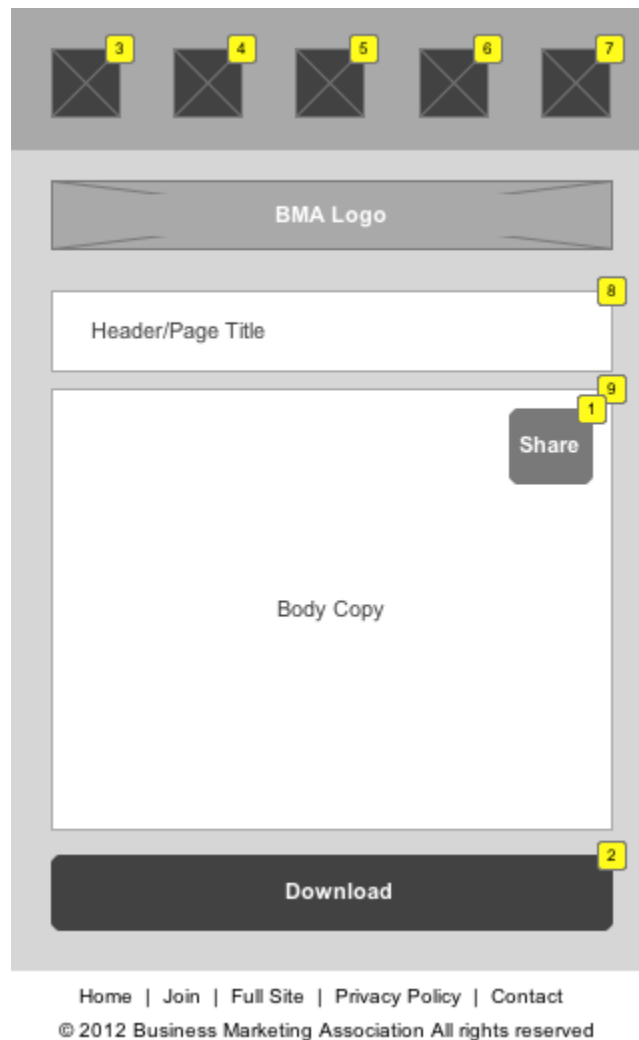 3 4 5 6 7
BMA Logo
8
Header/Page Title
9
1
Share
Body Copy
2
Download
Home | Join | Full Site | Privacy Policy | Contact
© 2012 Business Marketing Association All rights reserved